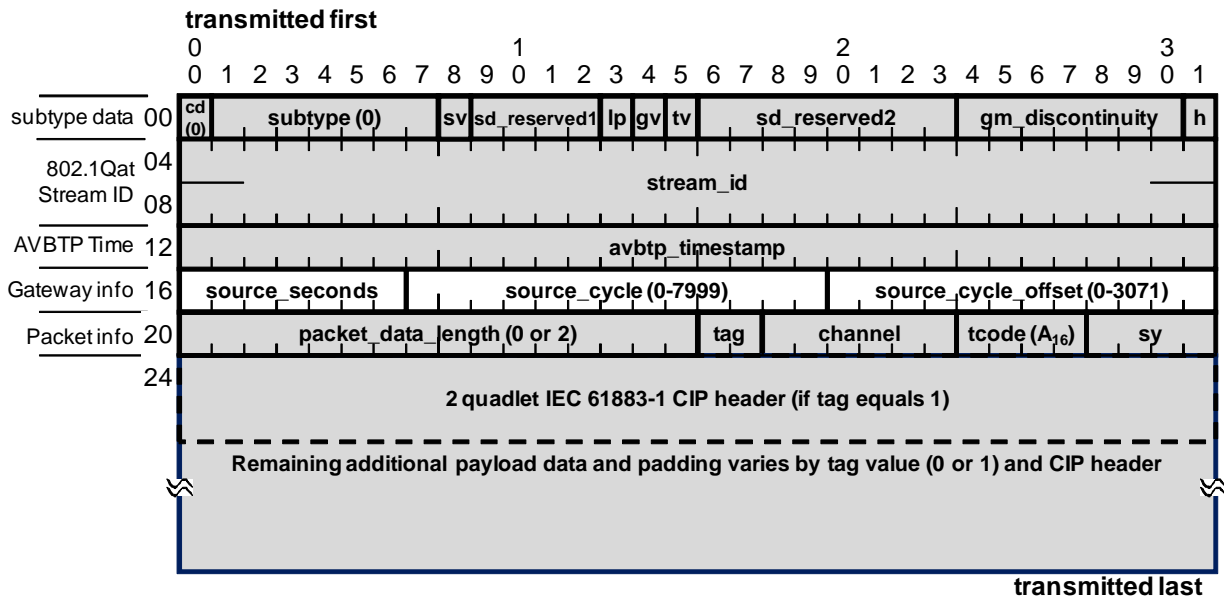 transmitted first
0 1 2 3
0 1 2 3 4 5 6 7 8 9 0 1 2 3 4 5 6 7 8 9 0 1 2 3 4 5 6 7 8 9 0 1
subtype data 00 cd (0) subtype (0) sv sd_reserved1 lp gv tv sd_reserved2 gm_discontinuity h
802.1Qat Stream ID 04
08 stream_id
AVBTP Time 12 avbtp_timestamp
Gateway info 16 source_seconds source_cycle (0-7999) source_cycle_offset (0-3071)
Packet info 20 packet_data_length (0 or 2) tag channel tcode (A₁₆) sy
24
2 quadlet IEC 61883-1 CIP header (if tag equals 1)
Remaining additional payload data and padding varies by tag value (0 or 1) and CIP header
transmitted last